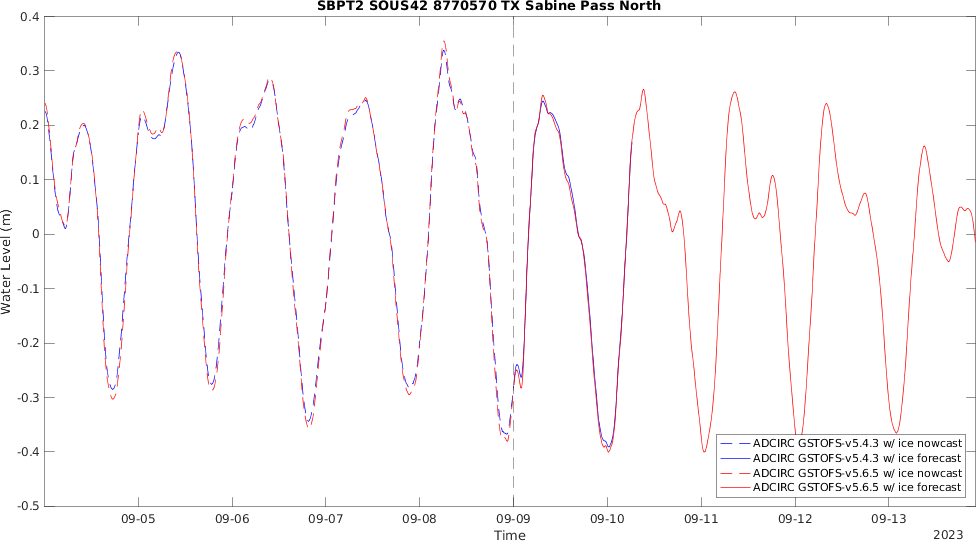 SBPT2 SOUS42 8770570 TX Sabine Pass North
0.4
0.3
0.2
0.1
0
-0.1
-0.2
-0.3
-0.4
-0.5
Water Level (m)
ADCIRC GSTOFS-v5.4.3 w/ ice nowcast
ADCIRC GSTOFS-v5.4.3 w/ ice forecast
ADCIRC GSTOFS-v5.6.5 w/ ice nowcast
ADCIRC GSTOFS-v5.6.5 w/ ice forecast
09-05 09-06 09-07 09-08 09-09 09-10 09-11 09-12 09-13
Time
2023